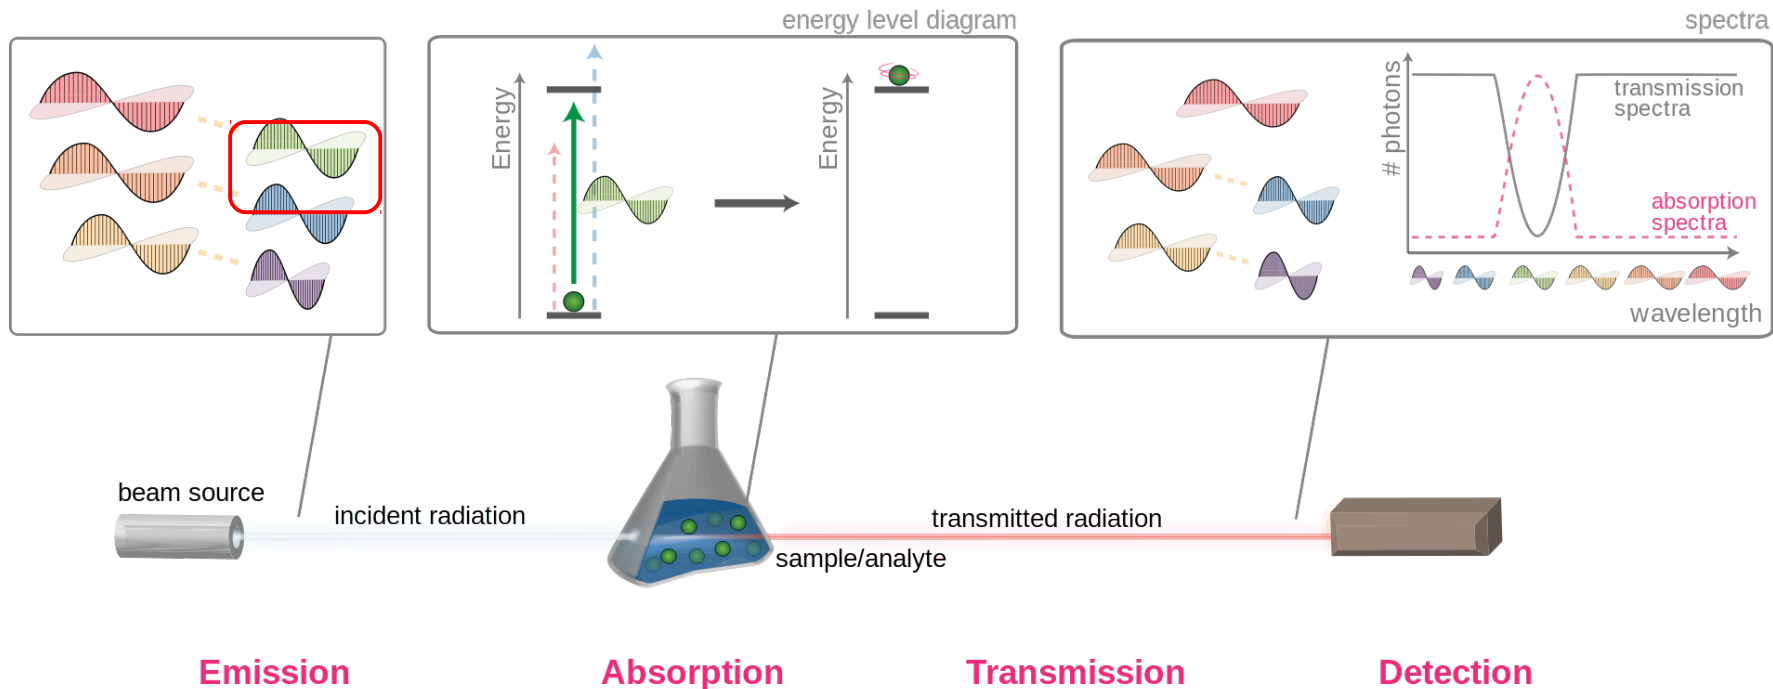 energy level diagram
spectra
Energy
Energy
# photons
transmission
spectra
absorption
spectra
wavelength
beam source
incident radiation
transmitted radiation
sample/analyte
Emission
Absorption
Transmission
Detection